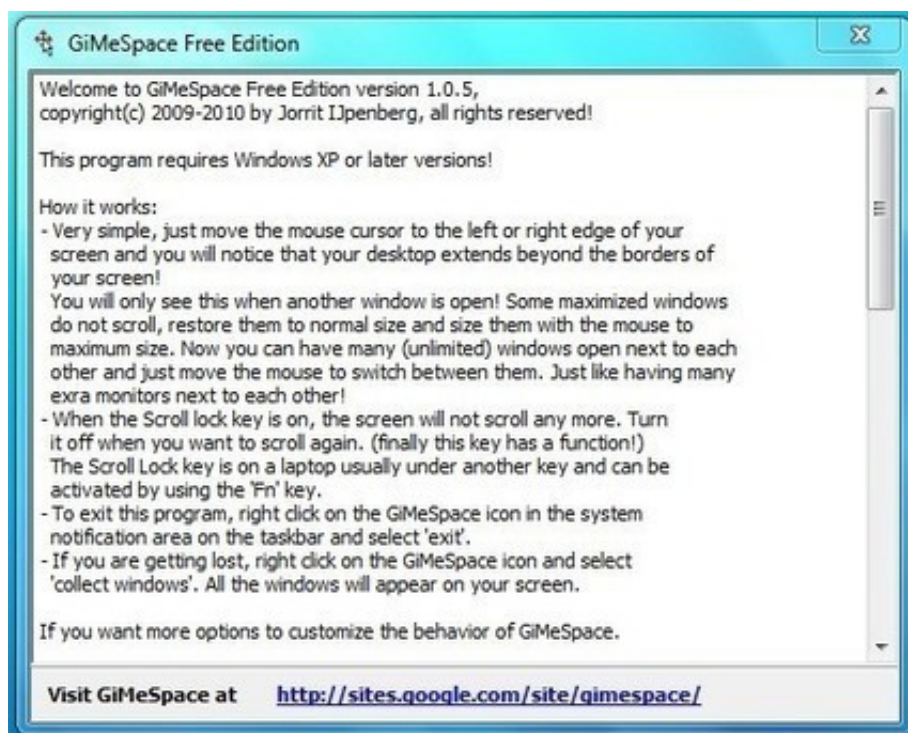 GiMeSpace Free Edition
Welcome to GiMeSpace Free Edition version 1.0.5,
copyright(c) 2009-2010 by Jorrit IJpenberg, all rights reserved!
This program requires Windows XP or later versions!
How it works:
- Very simple, just move the mouse cursor to the left or right edge of your
screen and you will notice that your desktop extends beyond the borders of
your screen!
You will only see this when another window is open! Some maximized windows
do not scroll, restore them to normal size and size them with the mouse to
maximum size. Now you can have many (unlimited) windows open next to each
other and just move the mouse to switch between them. Just like having many
exra monitors next to each other!
- When the Scroll lock key is on, the screen will not scroll any more. Turn
it off when you want to scroll again. (finally this key has a function!)
The Scroll Lock key is on a laptop usually under another key and can be
activated by using the 'Fn' key.
- To exit this program, right click on the GiMeSpace icon in the system
notification area on the taskbar and select 'exit'.
- If you are getting lost, right click on the GiMeSpace icon and select
'collect windows'. All the windows will appear on your screen.
If you want more options to customize the behavior of GiMeSpace.
Visit GiMeSpace at http://sites.google.com/site/gimespace/